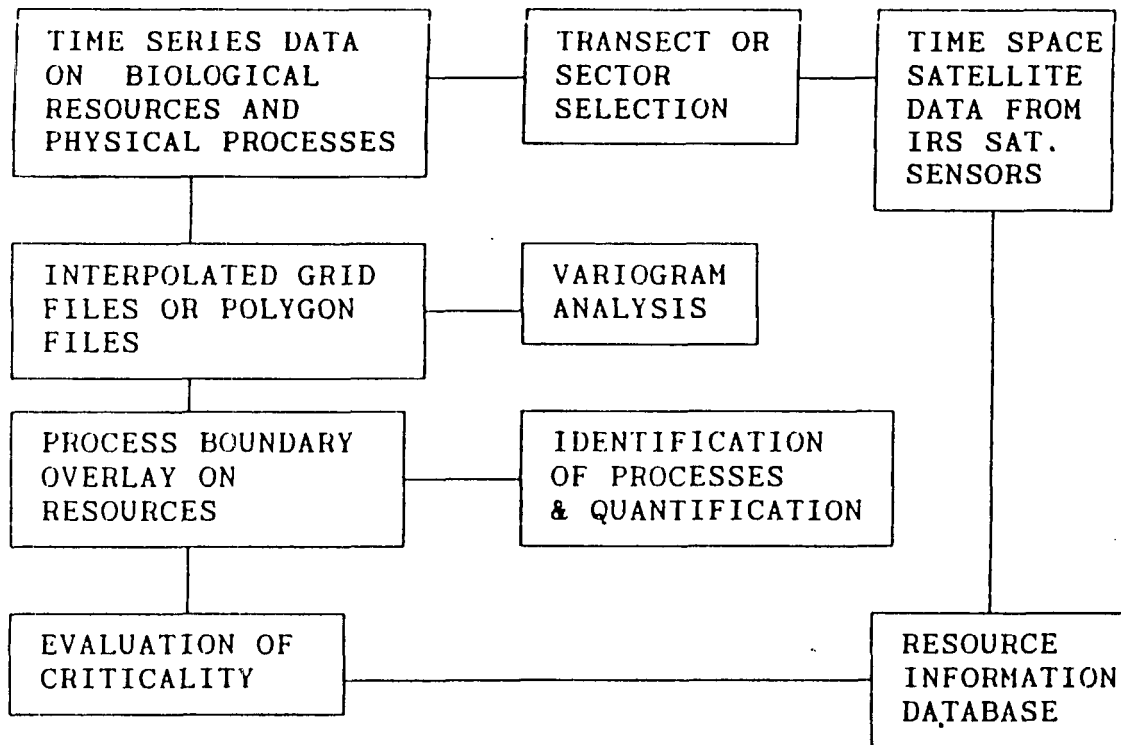 TIME SERIES DATA
ON BIOLOGICAL
RESOURCES AND
PHYSICAL PROCESSES
TRANSECT OR
SECTOR
SELECTION
TIME SPACE
SATELLITE
DATA FROM
IRS SAT.
SENSORS
INTERPOLATED GRID
FILES OR POLYGON
FILES
VARIOGRAM
ANALYSIS
PROCESS BOUNDARY
OVERLAY ON
RESOURCES
IDENTIFICATION
OF PROCESSES
& QUANTIFICATION
EVALUATION OF
CRITICALITY
RESOURCE
INFORMATION
DATABASE